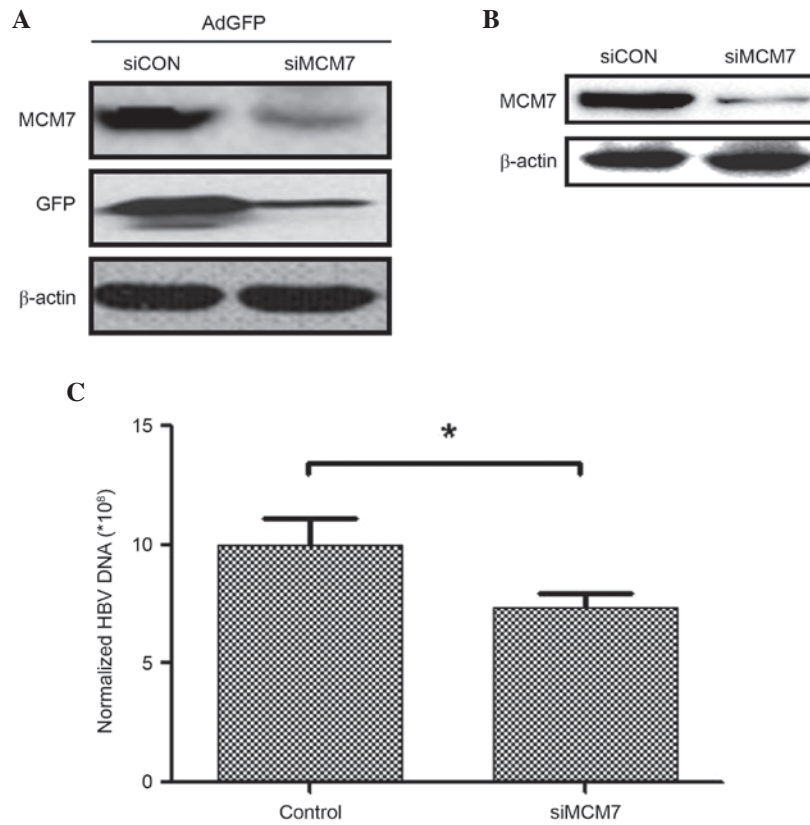 A
AdGFP
siCON siMCM7
MCM7
GFP
β-actin
B
siCON siMCM7
MCM7
β-actin
C
Normalized HBV DNA (*10⁸)
15
10
5
0
*
Control siMCM7